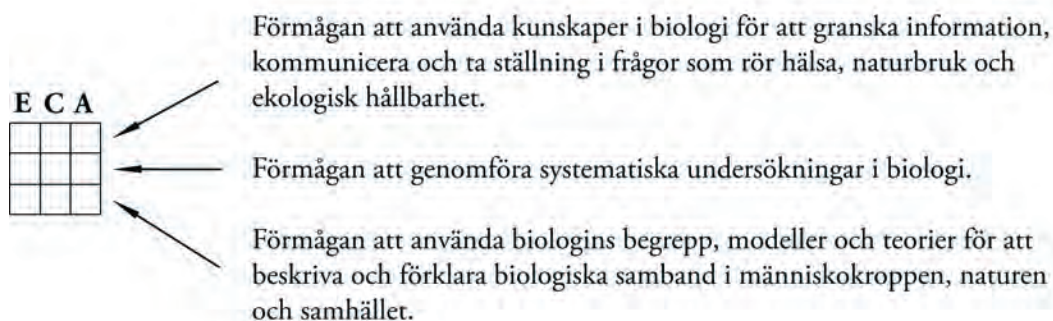 Förmågan att använda kunskaper i biologi för att granska information,
kommunicera och ta ställning i frågor som rör hälsa, naturbruk och
ekologisk hållbarhet.
E C A
Förmågan att genomföra systematiska undersökningar i biologi.
Förmågan att använda biologins begrepp, modeller och teorier för att
beskriva och förklara biologiska samband i människokroppen, naturen
och samhället.